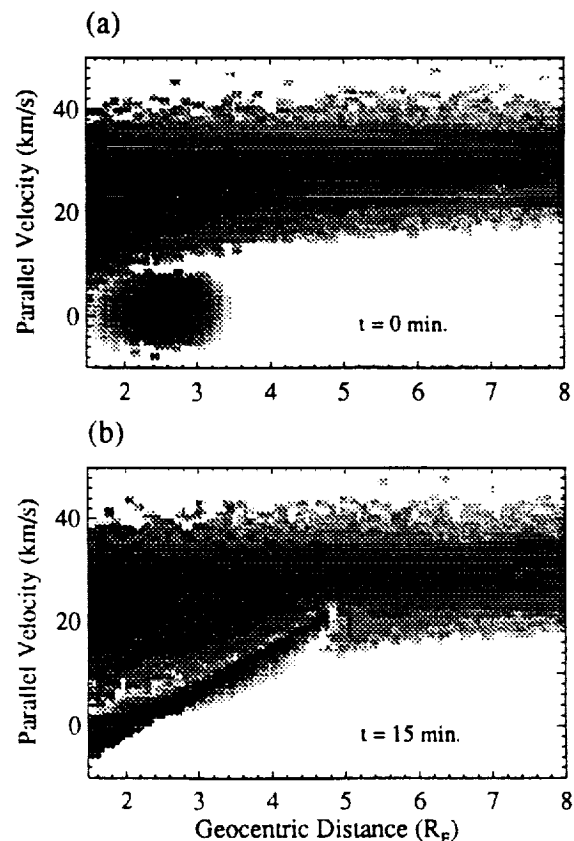 (a)
Parallel Velocity (km/s)
40
20
0
t = 0 min.
2 3 4 5 6 7 8
(b)
Parallel Velocity (km/s)
40
20
0
t = 15 min.
2 3 4 5 6 7 8
Geocentric Distance (R_E)